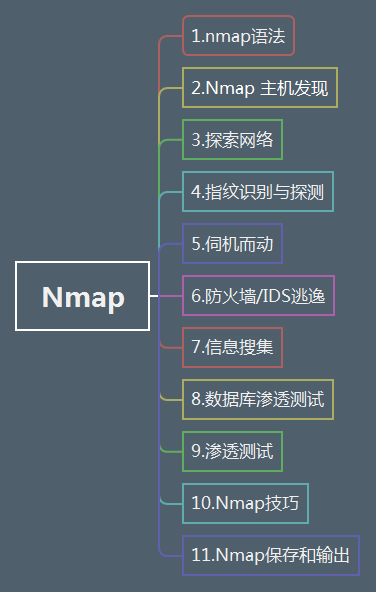 Nmap
1.nmap语法
2.Nmap 主机发现
3.探索网络
4.指纹识别与探测
5.伺机而动
6.防火墙/IDS逃逸
7.信息搜集
8.数据库渗透测试
9.渗透测试
10.Nmap技巧
11.Nmap保存和输出